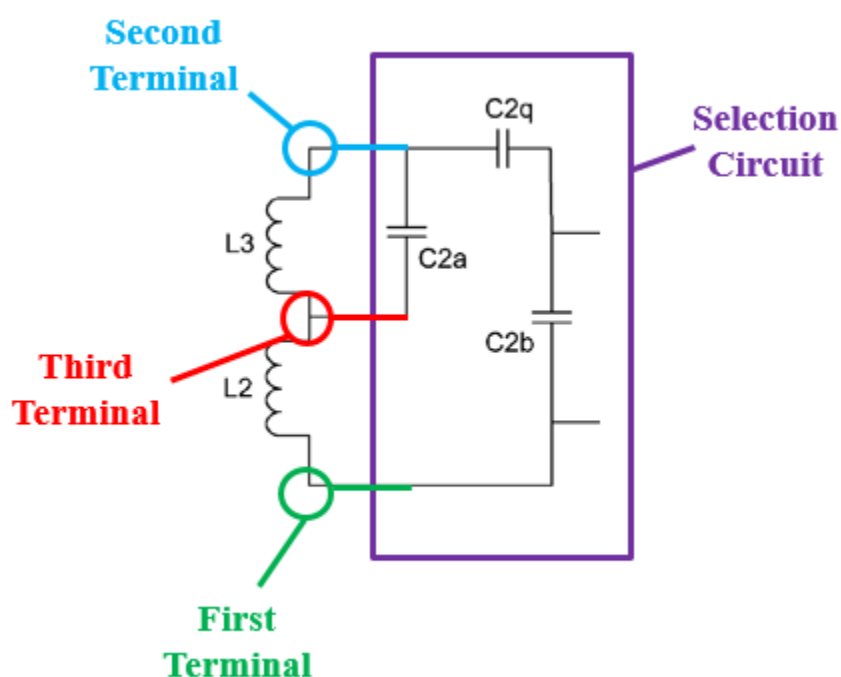 Second
Terminal
C2q
Selection
Circuit
L3
C2a
C2b
Third
Terminal
L2
First
Terminal